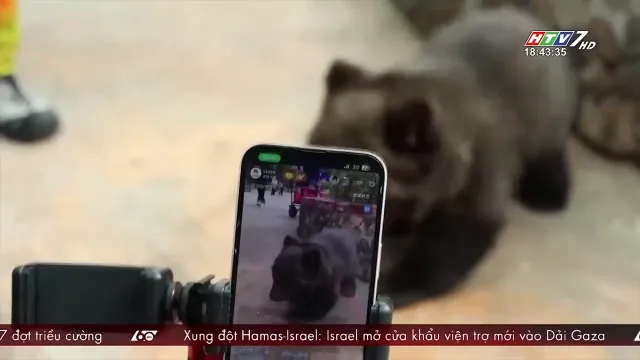 HTV7 HD
18:43:35
7 đợt triều cường 60 Xung đột Hamas-Israel: Israel mở cửa khẩu viện trợ mới vào Dải Gaza